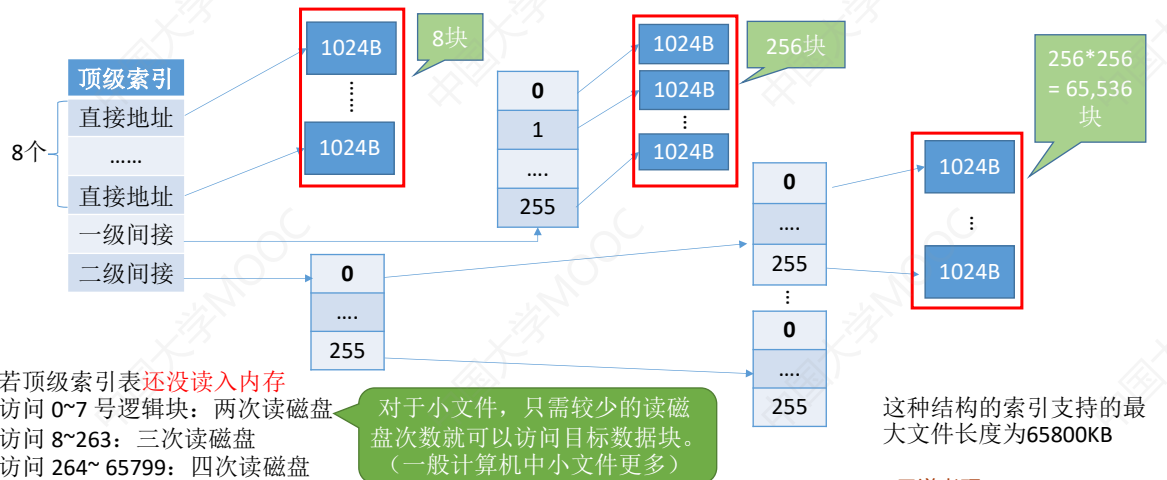 顶级索引
直接地址
……
直接地址
一级间接
二级间接
8个
1024B
1024B
8块
0
1
….
255
1024B
1024B
1024B
256块
0
….
255
0
….
255
0
….
255
1024B
1024B
256*256
= 65,536
块
若顶级索引表还没读入内存
访问 0~7 号逻辑块：两次读磁盘
访问 8~263：三次读磁盘
访问 264~ 65799：四次读磁盘
对于小文件，只需较少的读磁
盘次数就可以访问目标数据块。
（一般计算机中小文件更多）
这种结构的索引支持的最
大文件长度为65800KB
中国大学MOOC